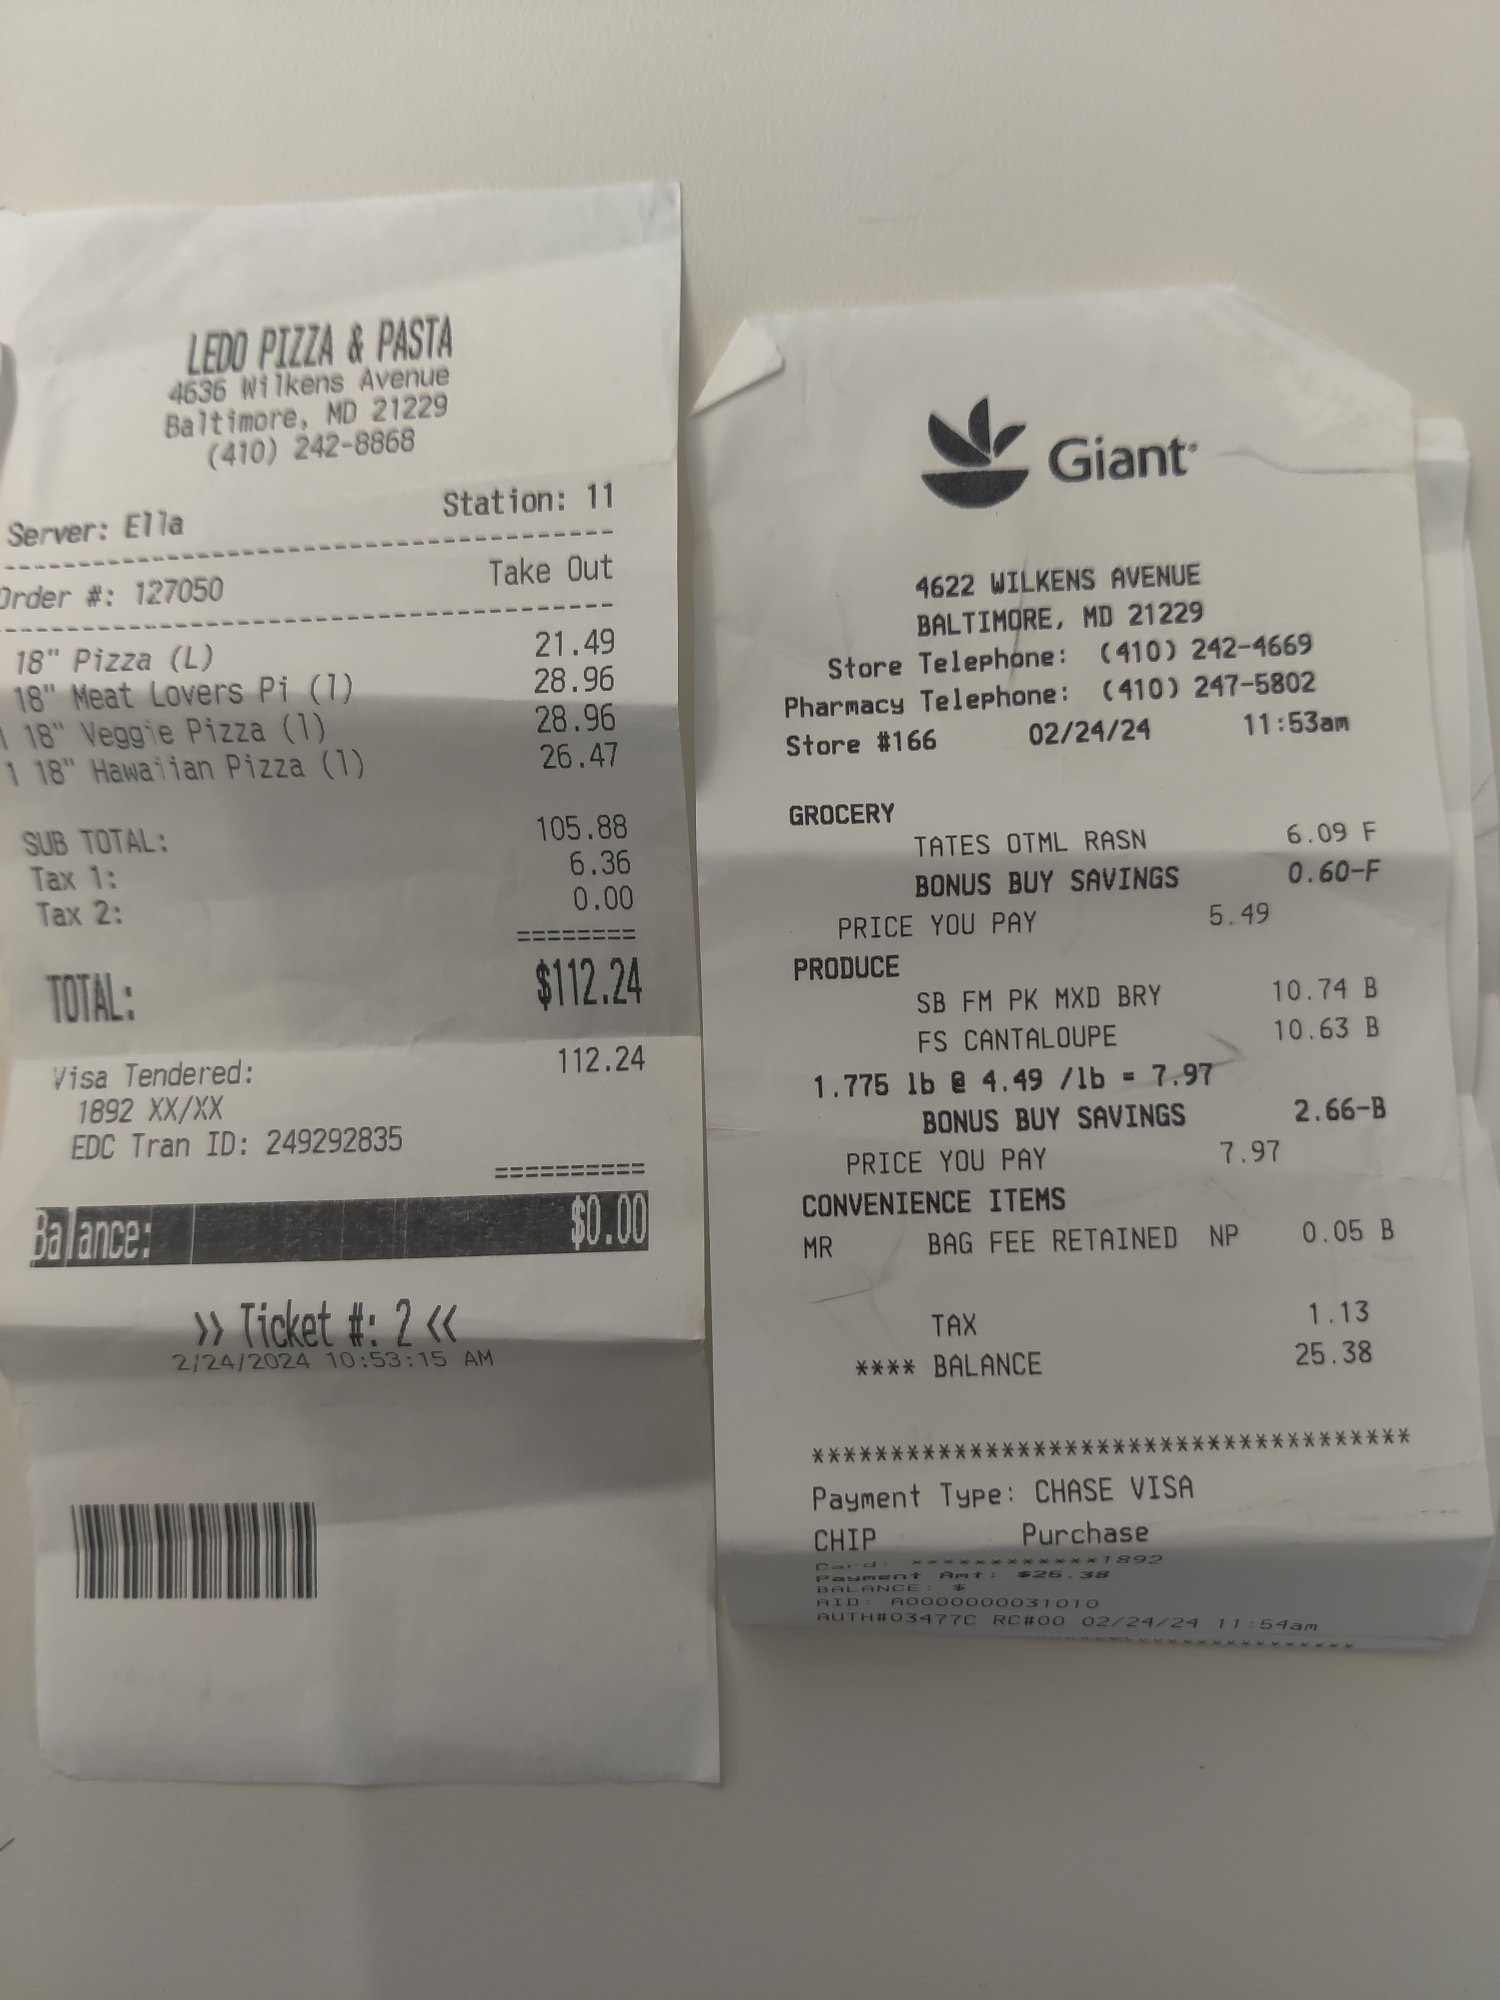 LEDO PIZZA & PASTA
4636 Wilkens Avenue
Baltimore, MD 21229
(410) 242-8868
Server: Ella Station: 11
Order #: 127050 Take Out
18" Pizza (L) 21.49
18" Meat Lovers Pi (1) 28.96
1 18" Veggie Pizza (1) 28.96
1 18" Hawaiian Pizza (1) 26.47
SUB TOTAL: 105.88
Tax 1: 6.36
Tax 2: 0.00
========
TOTAL: $112.24
Visa Tendered: 112.24
1892 XX/XX
EDC Tran ID: 249292835
==========
Balance: $0.00
>> Ticket #: 2 <<
2/24/2024 10:53:15 AM
Giant
4622 WILKENS AVENUE
BALTIMORE, MD 21229
Store Telephone: (410) 242-4669
Pharmacy Telephone: (410) 247-5802
Store #166 02/24/24 11:53am
GROCERY
TATES OTML RASN 6.09 F
BONUS BUY SAVINGS 0.60-F
PRICE YOU PAY 5.49
PRODUCE
SB FM PK MXD BRY 10.74 B
FS CANTALOUPE 10.63 B
1.775 lb @ 4.49 /lb = 7.97
BONUS BUY SAVINGS 2.66-B
PRICE YOU PAY 7.97
CONVENIENCE ITEMS
MR BAG FEE RETAINED NP 0.05 B
TAX 1.13
**** BALANCE 25.38
***************************************
Payment Type: CHASE VISA
CHIP Purchase
Card: ************1892
Payment Amt: $25.38
BALANCE: $
AID: A0000000031010
AUTH#03477C RC#00 02/24/24 11:54am